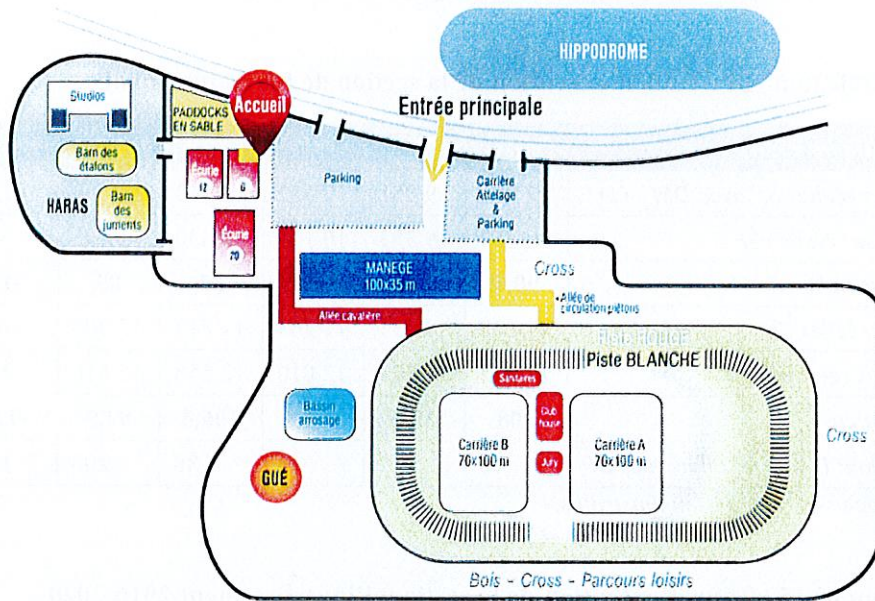 HIPPODROME
Studios
PADDOCKS
EN SABLE
Accueil
Entrée principale
Barn des
étalons
Écurie
12
6
Parking
Carrière
Attelage
&
Parking
HARAS
Barn
des
juments
Écurie
70
MANEGE
100x35 m
Cross
Allée de
circulation piétons
Allée cavalière
PISTE ROUGE
Piste BLANCHE
Sanitaires
Bassin
arrosage
Club
house
Carrière B
70x100 m
Carrière A
70x100 m
Cross
Jury
GUÉ
Bois - Cross - Parcours loisirs